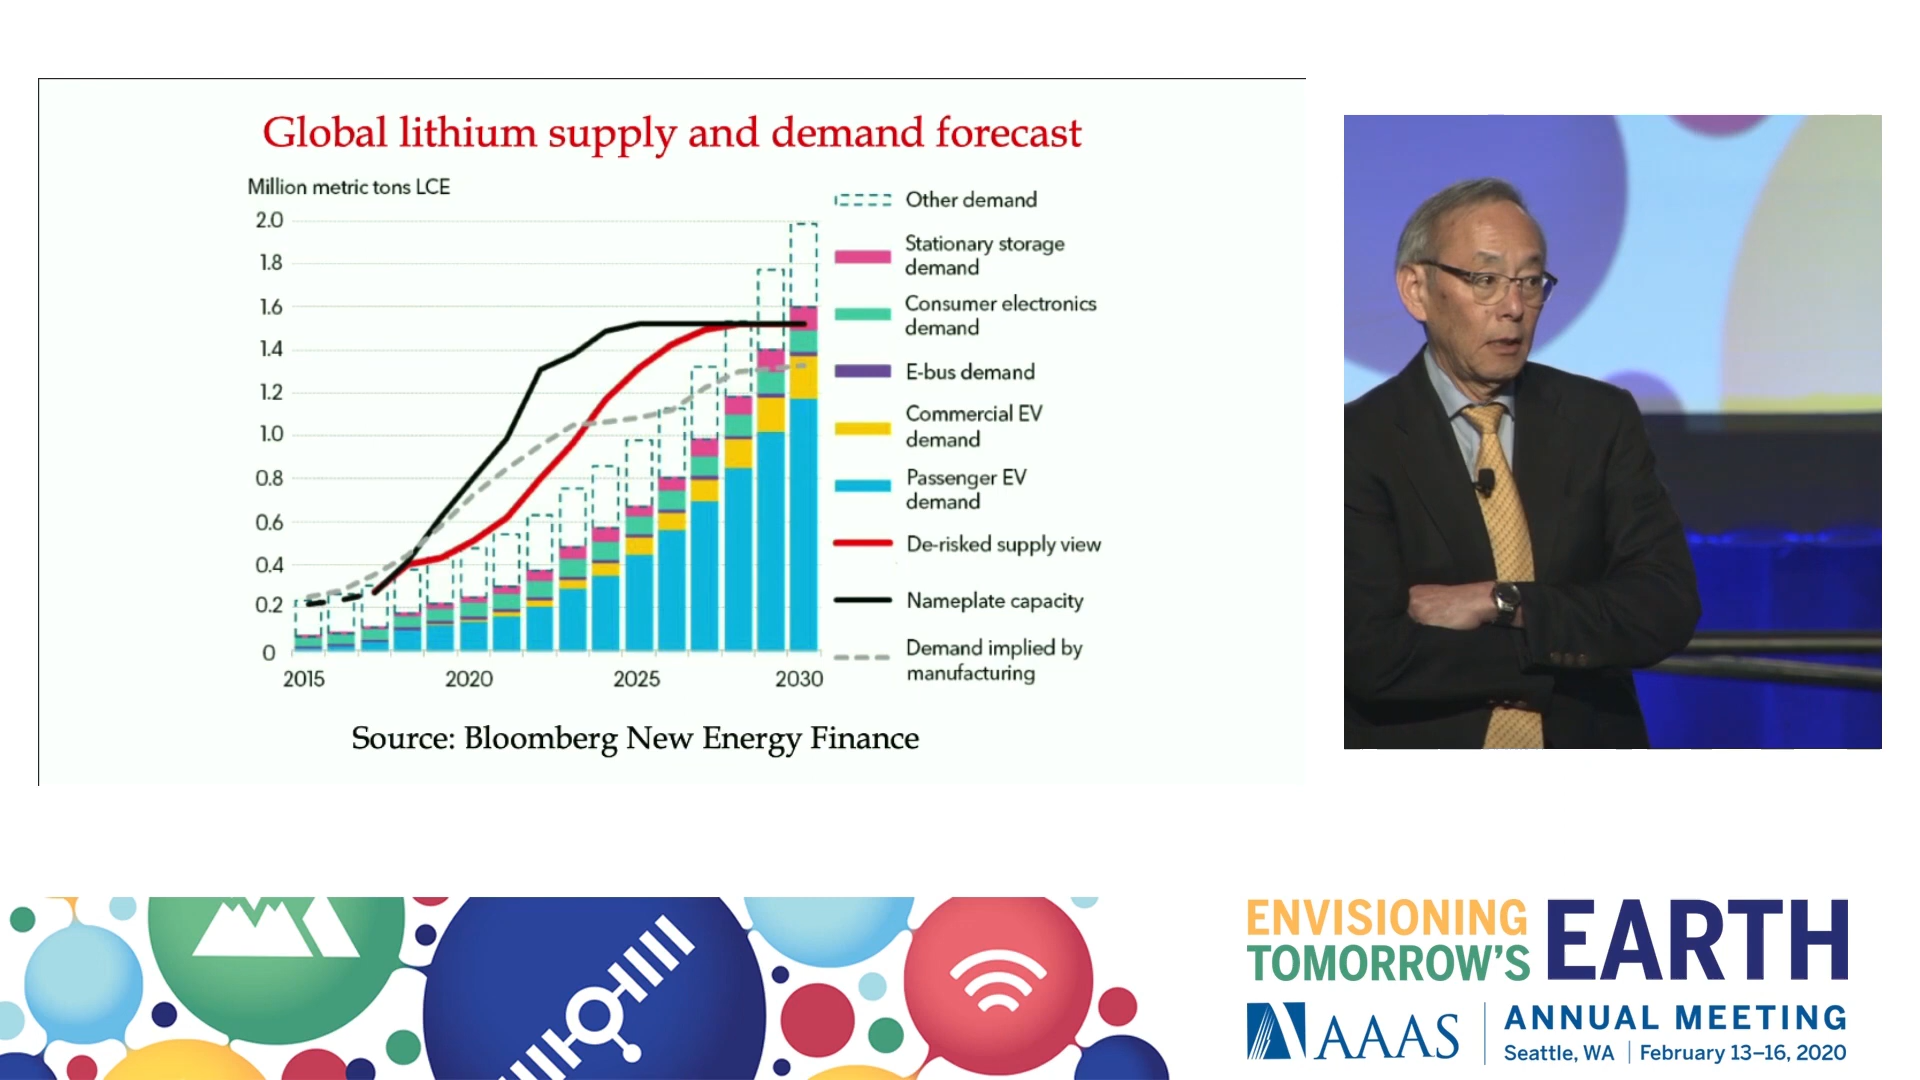 Global lithium supply and demand forecast
Million metric tons LCE
2.0
1.8
1.6
1.4
1.2
1.0
0.8
0.6
0.4
0.2
0
2015 2020 2025 2030
Other demand
Stationary storage
demand
Consumer electronics
demand
E-bus demand
Commercial EV
demand
Passenger EV
demand
De-risked supply view
Nameplate capacity
Demand implied by
manufacturing
Source: Bloomberg New Energy Finance
ENVISIONING
TOMORROW'S
EARTH
AAAS
ANNUAL MEETING
Seattle, WA | February 13–16, 2020